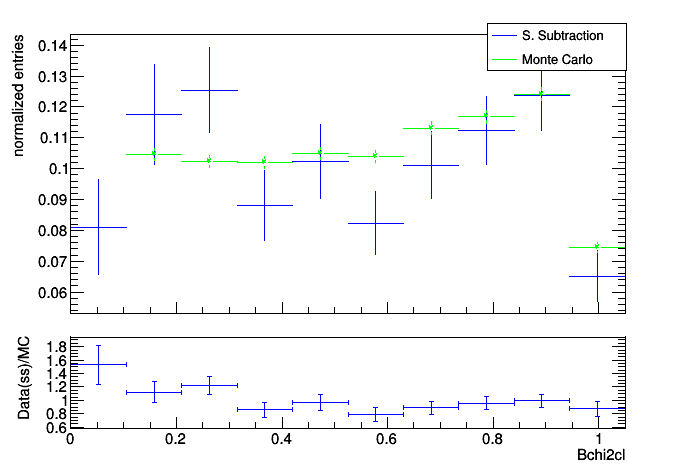 normalized entries
0.14
0.13
0.12
0.11
0.1
0.09
0.08
0.07
0.06
S. Subtraction
Monte Carlo
Data(ss)/MC
1.8
1.6
1.4
1.2
1
0.8
0.6
0 0.2 0.4 0.6 0.8 1
Bchi2cl